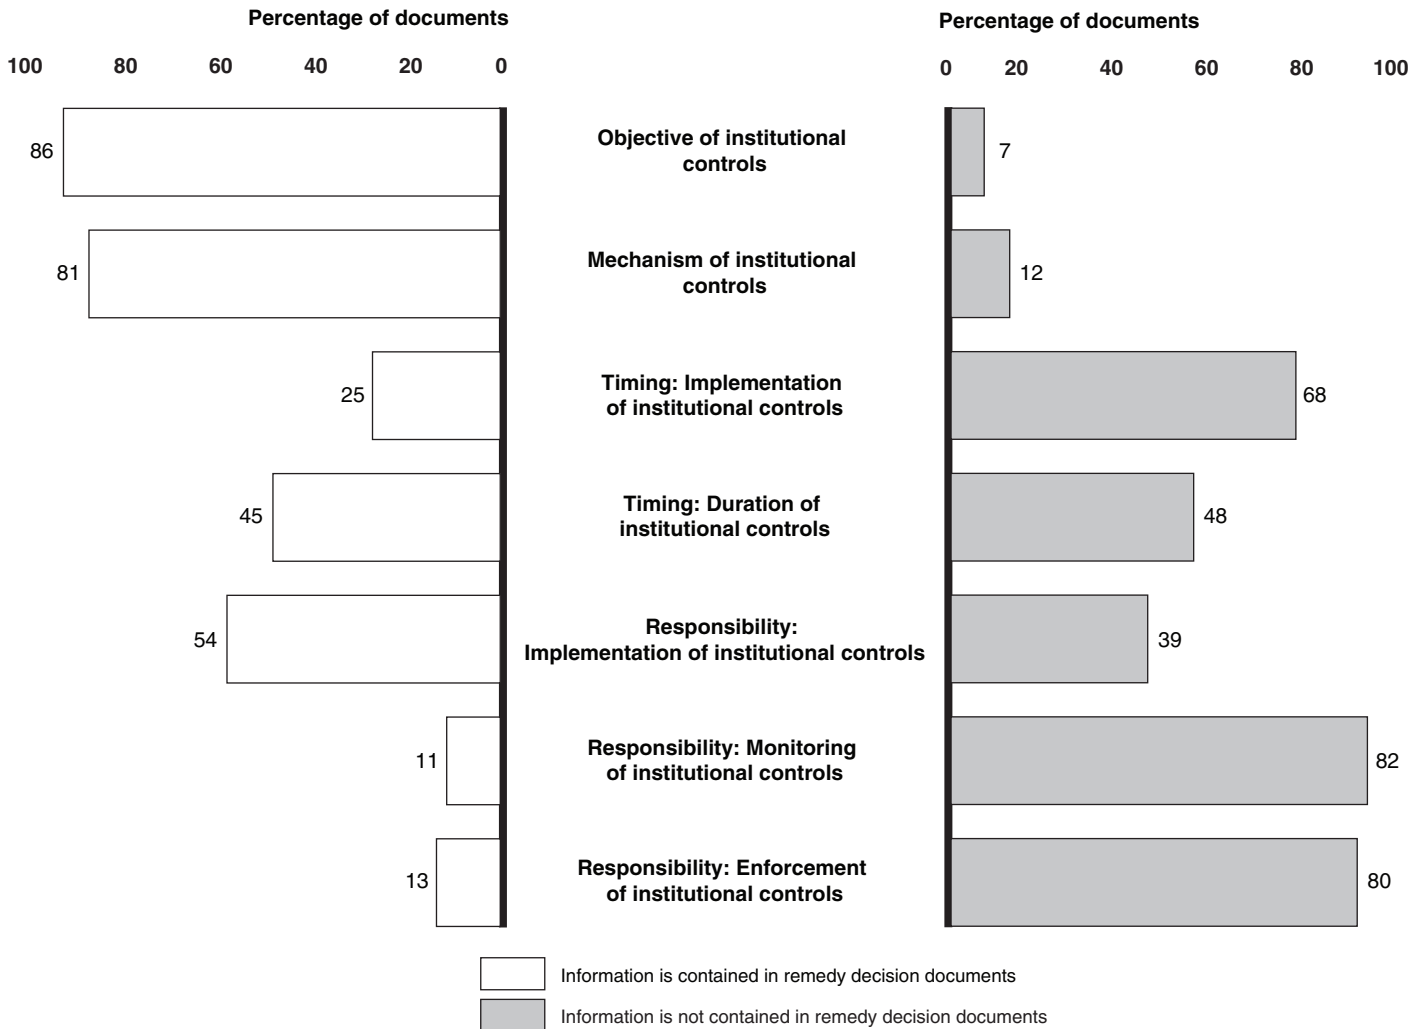 Percentage of documents
Percentage of documents
100 80 60 40 20 0
0 20 40 60 80 100
86
Objective of institutional
controls
7
81
Mechanism of institutional
controls
12
25
Timing: Implementation
of institutional controls
68
45
Timing: Duration of
institutional controls
48
54
Responsibility:
Implementation of institutional controls
39
11
Responsibility: Monitoring
of institutional controls
82
13
Responsibility: Enforcement
of institutional controls
80
Information is contained in remedy decision documents
Information is not contained in remedy decision documents